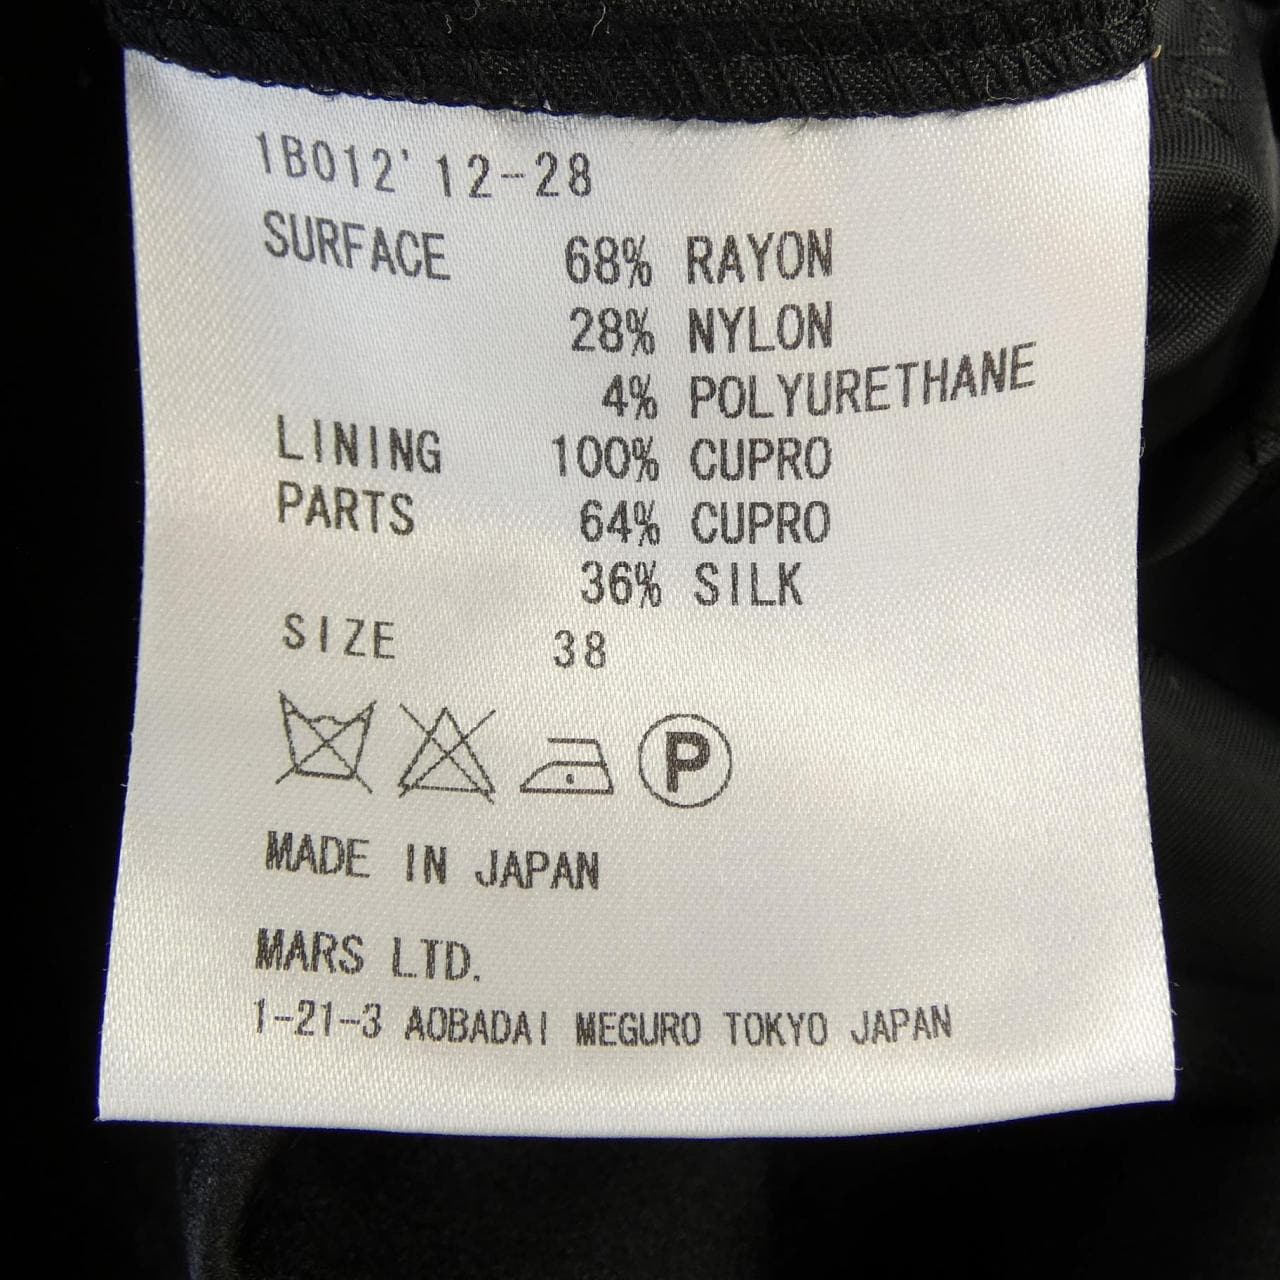 1B012'12-28
SURFACE 68% RAYON
28% NYLON
4% POLYURETHANE
LINING 100% CUPRO
PARTS 64% CUPRO
36% SILK
SIZE 38
P
MADE IN JAPAN
MARS LTD.
1-21-3 AOBADAI MEGURO TOKYO JAPAN